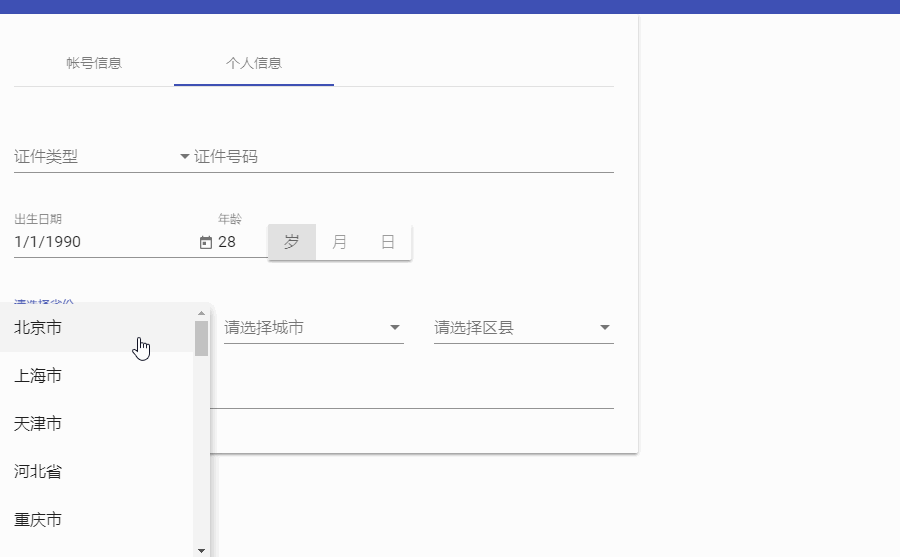 帐号信息 个人信息
证件类型 证件号码
出生日期 年龄
1/1/1990 28 岁 月 日
请选择省份
北京市 请选择城市 请选择区县
上海市
天津市
河北省
重庆市